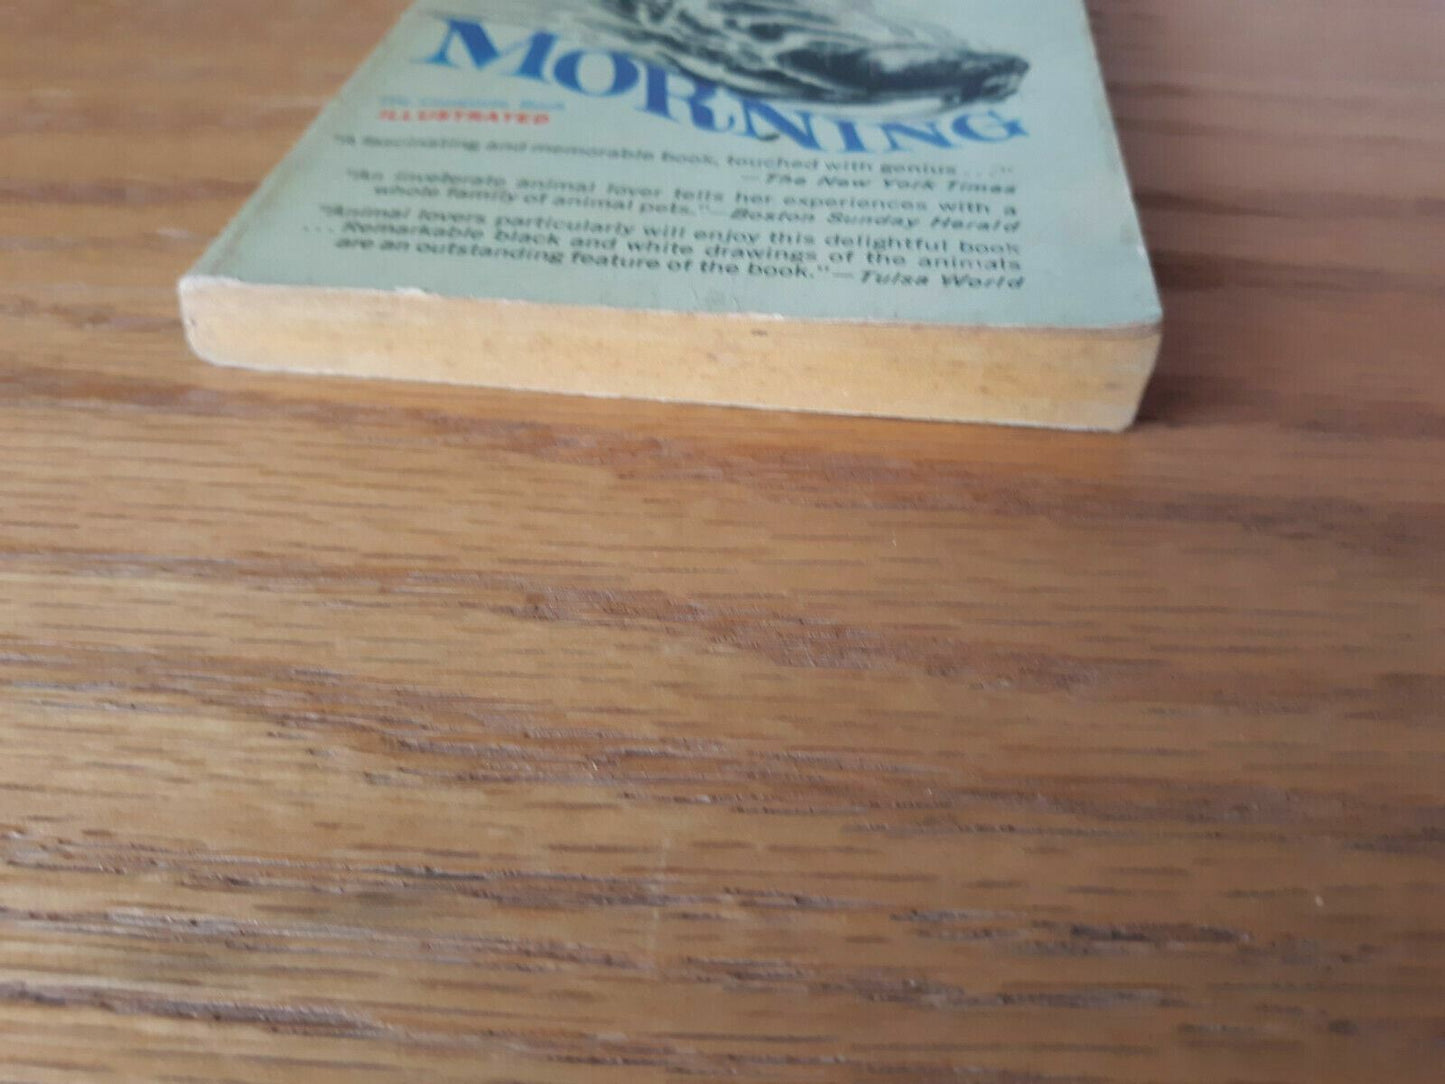 MORNING
The Complete Book
ILLUSTRATED
"A fascinating and memorable book, touched with genius . . ."
—The New York Times
"An inveterate animal lover tells her experiences with a
whole family of animal pets."—Boston Sunday Herald
"Animal lovers particularly will enjoy this delightful book
. . . Remarkable black and white drawings of the animals
are an outstanding feature of the book."—Tulsa World